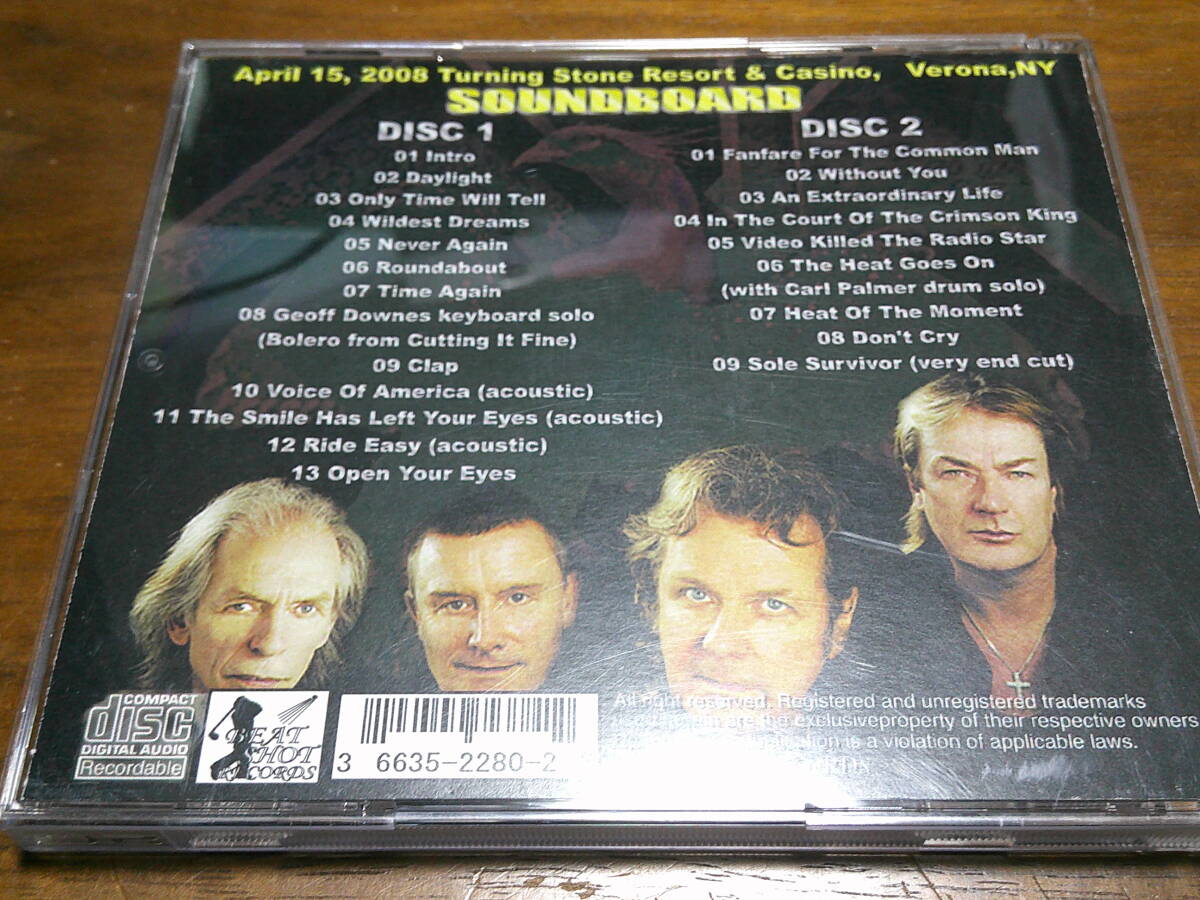 April 15, 2008 Turning Stone Resort & Casino, Verona,NY
SOUNDBOARD
DISC 1
01 Intro
02 Daylight
03 Only Time Will Tell
04 Wildest Dreams
05 Never Again
06 Roundabout
07 Time Again
08 Geoff Downes keyboard solo
(Bolero from Cutting It Fine)
09 Clap
10 Voice Of America (acoustic)
11 The Smile Has Left Your Eyes (acoustic)
12 Ride Easy (acoustic)
13 Open Your Eyes
DISC 2
01 Fanfare For The Common Man
02 Without You
03 An Extraordinary Life
04 In The Court Of The Crimson King
05 Video Killed The Radio Star
06 The Heat Goes On
(with Carl Palmer drum solo)
07 Heat Of The Moment
08 Don't Cry
09 Sole Survivor (very end cut)
COMPACT
disc
DIGITAL AUDIO
Recordable
BEAT
SHOT
RECORDS
3 6635-2280-2
All right reserved. Registered and unregistered trademarks
are the exclusiveproperty of their respective owners
is a violation of applicable laws.